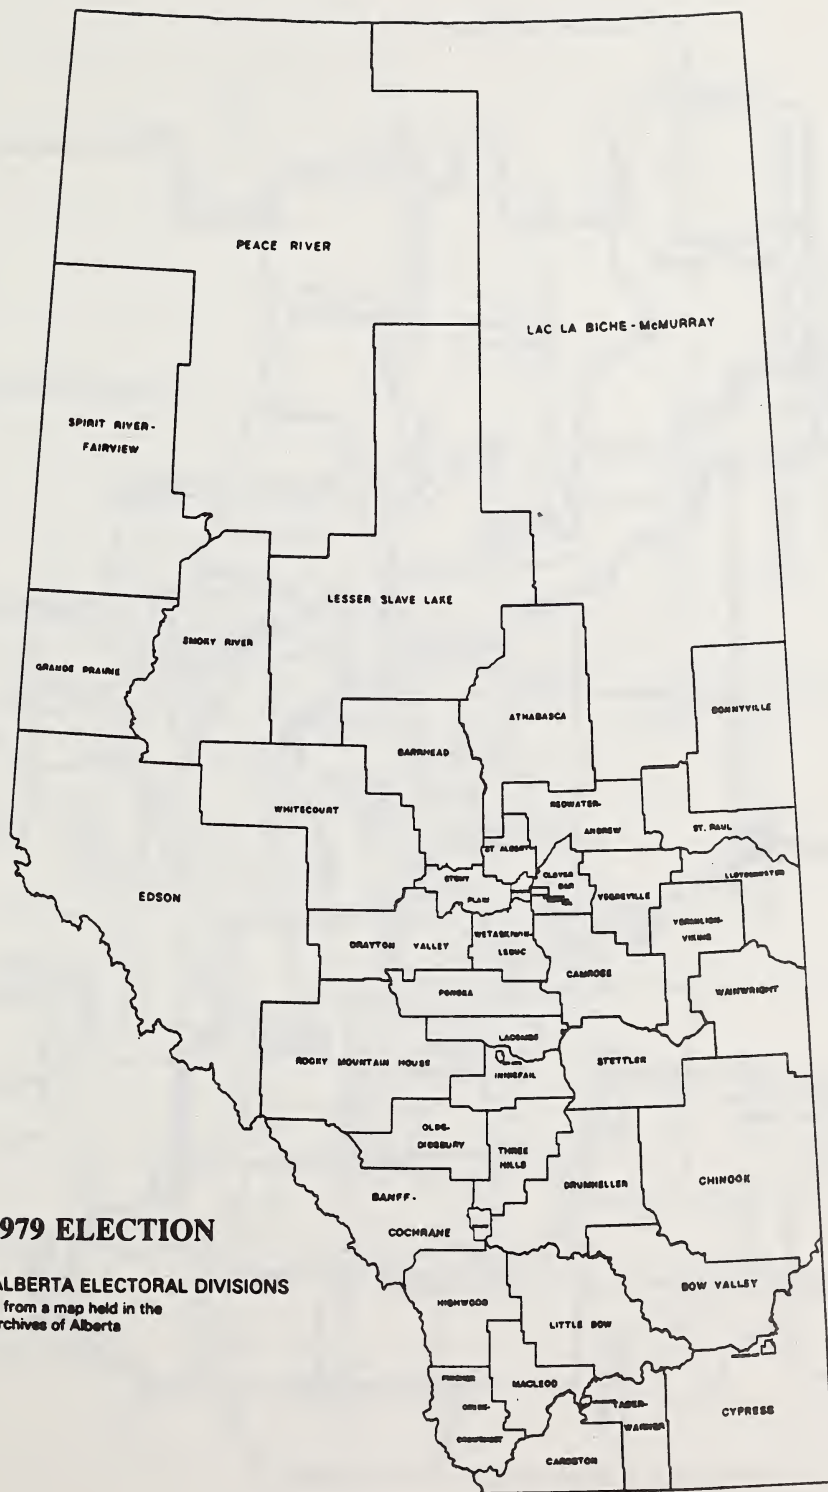 PEACE RIVER
LAC LA BICHE - McMURRAY
SPIRIT RIVER-
FAIRVIEW
LESSER SLAVE LAKE
SMOKY RIVER
GRANDE PRAIRIE
ATHABASCA
BONNYVILLE
BARRHEAD
WHITECOURT
REDWATER-
ANDREW
ST. PAUL
ST ALBERT
EDSON
STONY
PLAIN
CLOVER
BAR
VEGREVILLE
LLOYDMINSTER
VERMILION-
VIKING
DRAYTON VALLEY
WETASKIWIN-
LEDUC
CAMROSE
WAINWRIGHT
PONOKA
LACOMBE
ROCKY MOUNTAIN HOUSE
INNISFAIL
STETTLER
OLDS-
DIDSBURY
THREE
HILLS
DRUMHELLER
CHINOOK
BANFF-
COCHRANE
979 ELECTION
ALBERTA ELECTORAL DIVISIONS
from a map held in the
rchives of Alberta
HIGHWOOD
LITTLE BOW
BOW VALLEY
PINCHER
CREEK-
CROWSNEST
MACLEOD
TABER-
WARNER
CYPRESS
CARDSTON